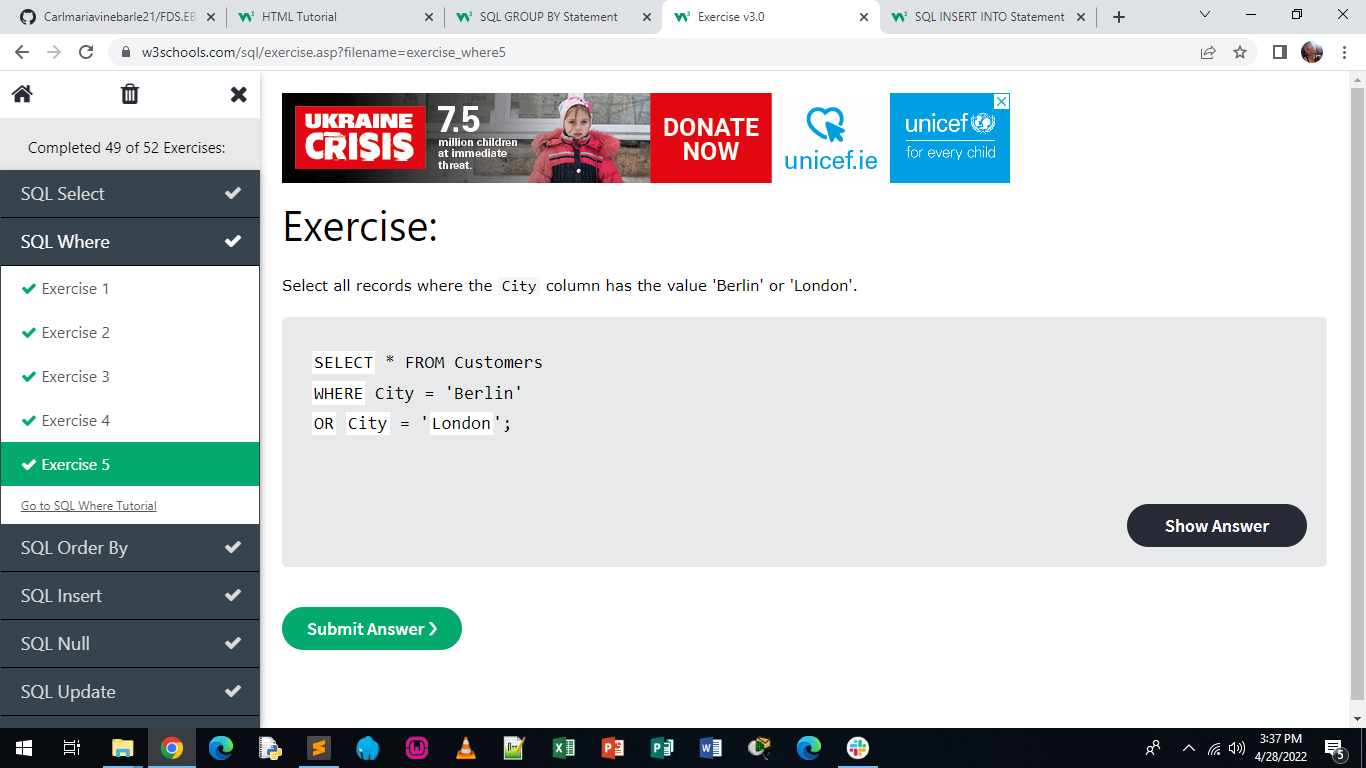 Carlmariavinebarle21/FDS.EB
HTML Tutorial
SQL GROUP BY Statement
Exercise v3.0
SQL INSERT INTO Statement
w3schools.com/sql/exercise.asp?filename=exercise_where5
Completed 49 of 52 Exercises:
SQL Select
SQL Where
Exercise 1
Exercise 2
Exercise 3
Exercise 4
Exercise 5
Go to SQL Where Tutorial
SQL Order By
SQL Insert
SQL Null
SQL Update
UKRAINE
CRISIS
7.5
million children
at immediate
threat.
DONATE
NOW
unicef.ie
unicef
for every child
Exercise:
Select all records where the City column has the value 'Berlin' or 'London'.
SELECT * FROM Customers
WHERE City = 'Berlin'
OR City = 'London';
Show Answer
Submit Answer ❯
3:37 PM
4/28/2022
5